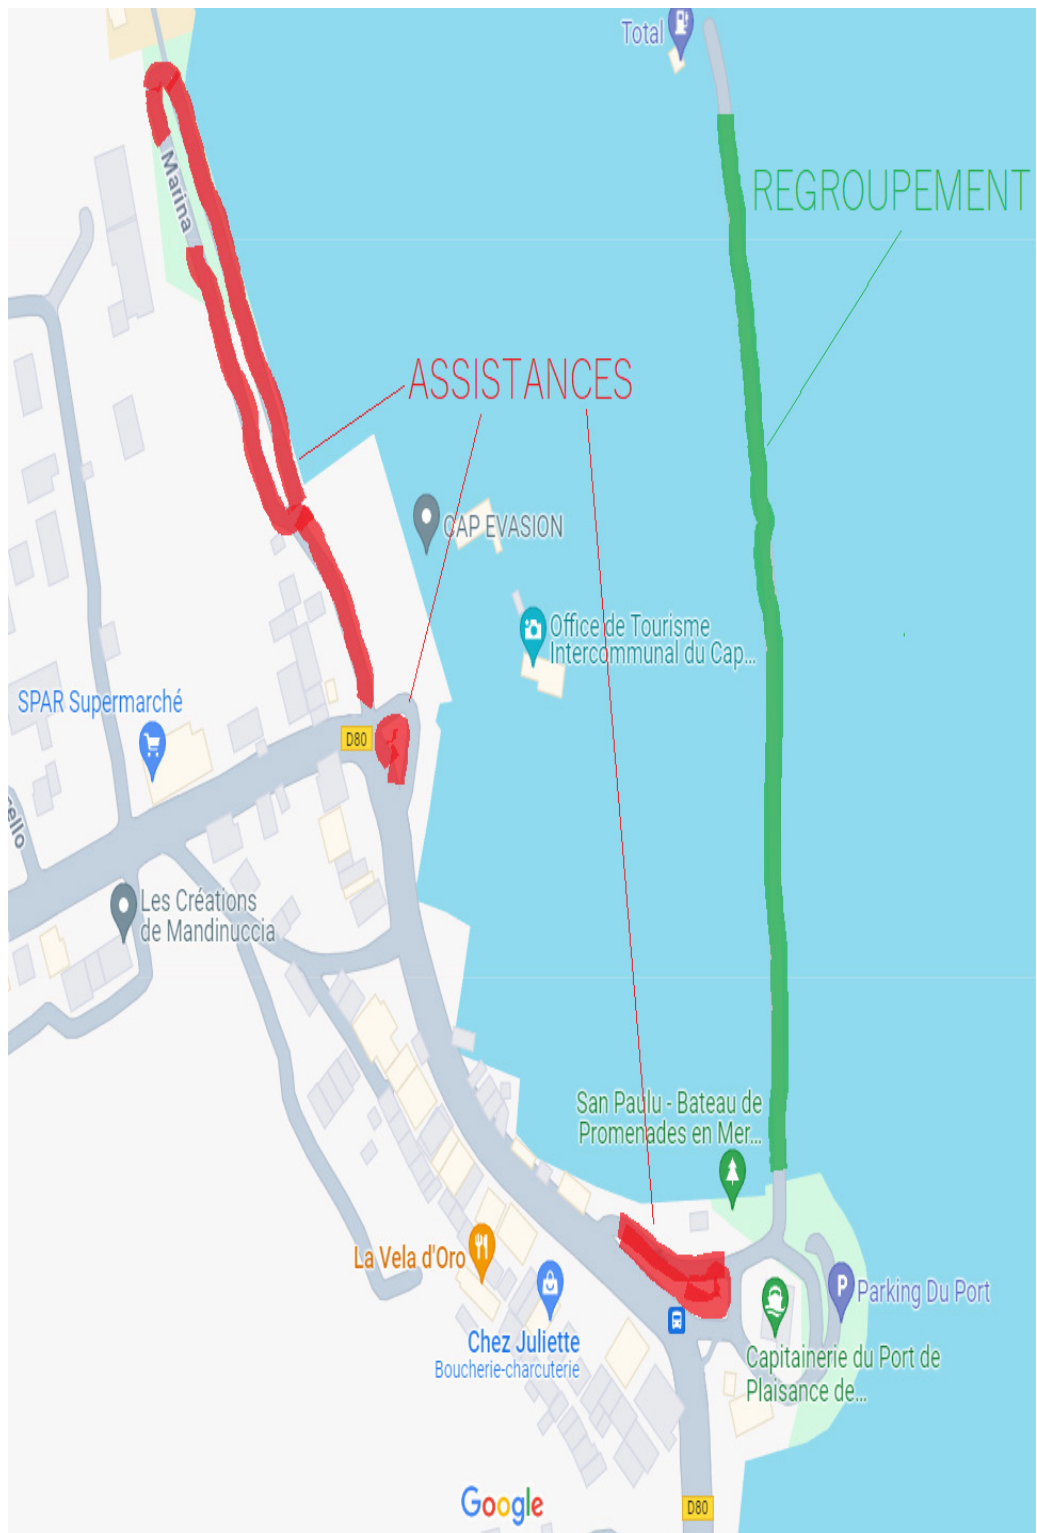 Total
REGROUPEMENT
Marina
ASSISTANCES
CAP EVASION
Office de Tourisme
Intercommunal du Cap...
SPAR Supermarché
D80
ello
Les Créations
de Mandinuccia
San Paulu - Bateau de
Promenades en Mer...
La Vela d'Oro
P
Parking Du Port
Chez Juliette
Boucherie-charcuterie
Capitainerie du Port de
Plaisance de...
Google
D80